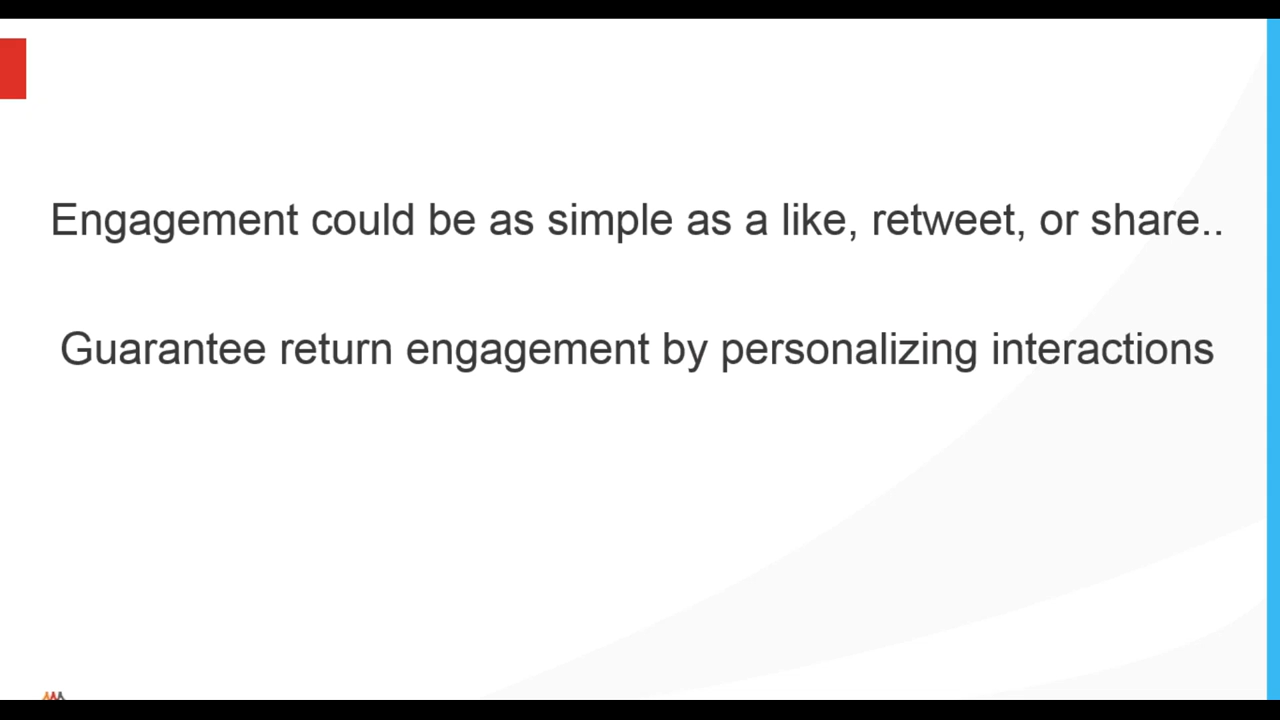 Engagement could be as simple as a like, retweet, or share..
Guarantee return engagement by personalizing interactions